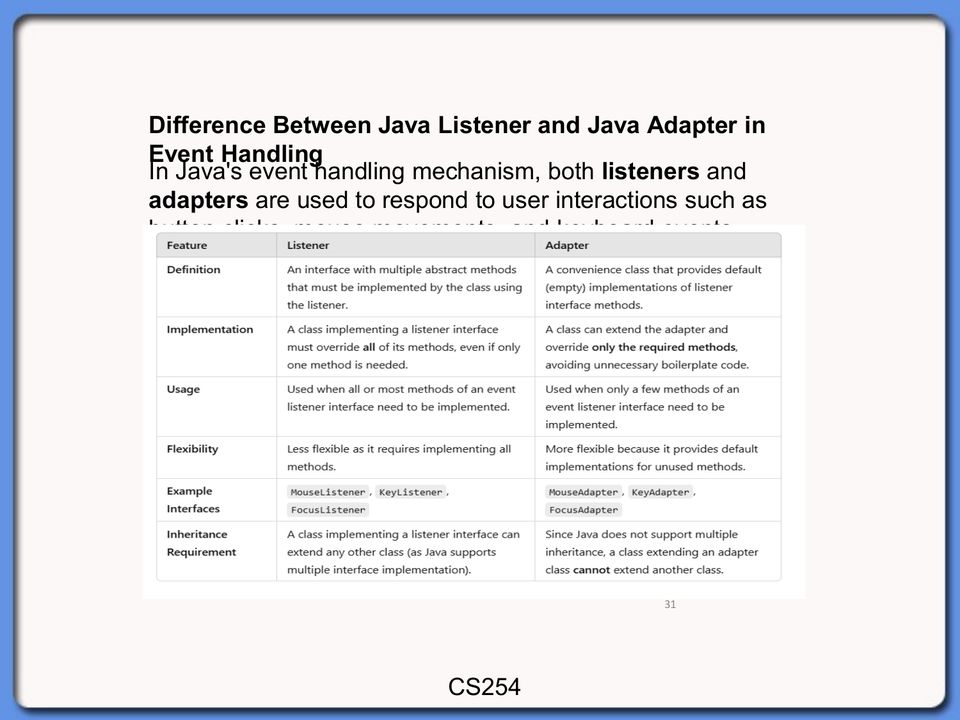 Difference Between Java Listener and Java Adapter in
Event Handling
In Java's event handling mechanism, both listeners and
adapters are used to respond to user interactions such as
button clicks, mouse movements, and keyboard events.
Feature Listener Adapter
Definition An interface with multiple abstract methods A convenience class that provides default
that must be implemented by the class using (empty) implementations of listener
the listener. interface methods.
Implementation A class implementing a listener interface A class can extend the adapter and
must override all of its methods, even if only override only the required methods,
one method is needed. avoiding unnecessary boilerplate code.
Usage Used when all or most methods of an event Used when only a few methods of an
listener interface need to be implemented. event listener interface need to be
implemented.
Flexibility Less flexible as it requires implementing all More flexible because it provides default
methods. implementations for unused methods.
Example MouseListener, KeyListener, MouseAdapter, KeyAdapter,
Interfaces FocusListener FocusAdapter
Inheritance A class implementing a listener interface can Since Java does not support multiple
Requirement extend any other class (as Java supports inheritance, a class extending an adapter
multiple interface implementation). class cannot extend another class.
31
CS254